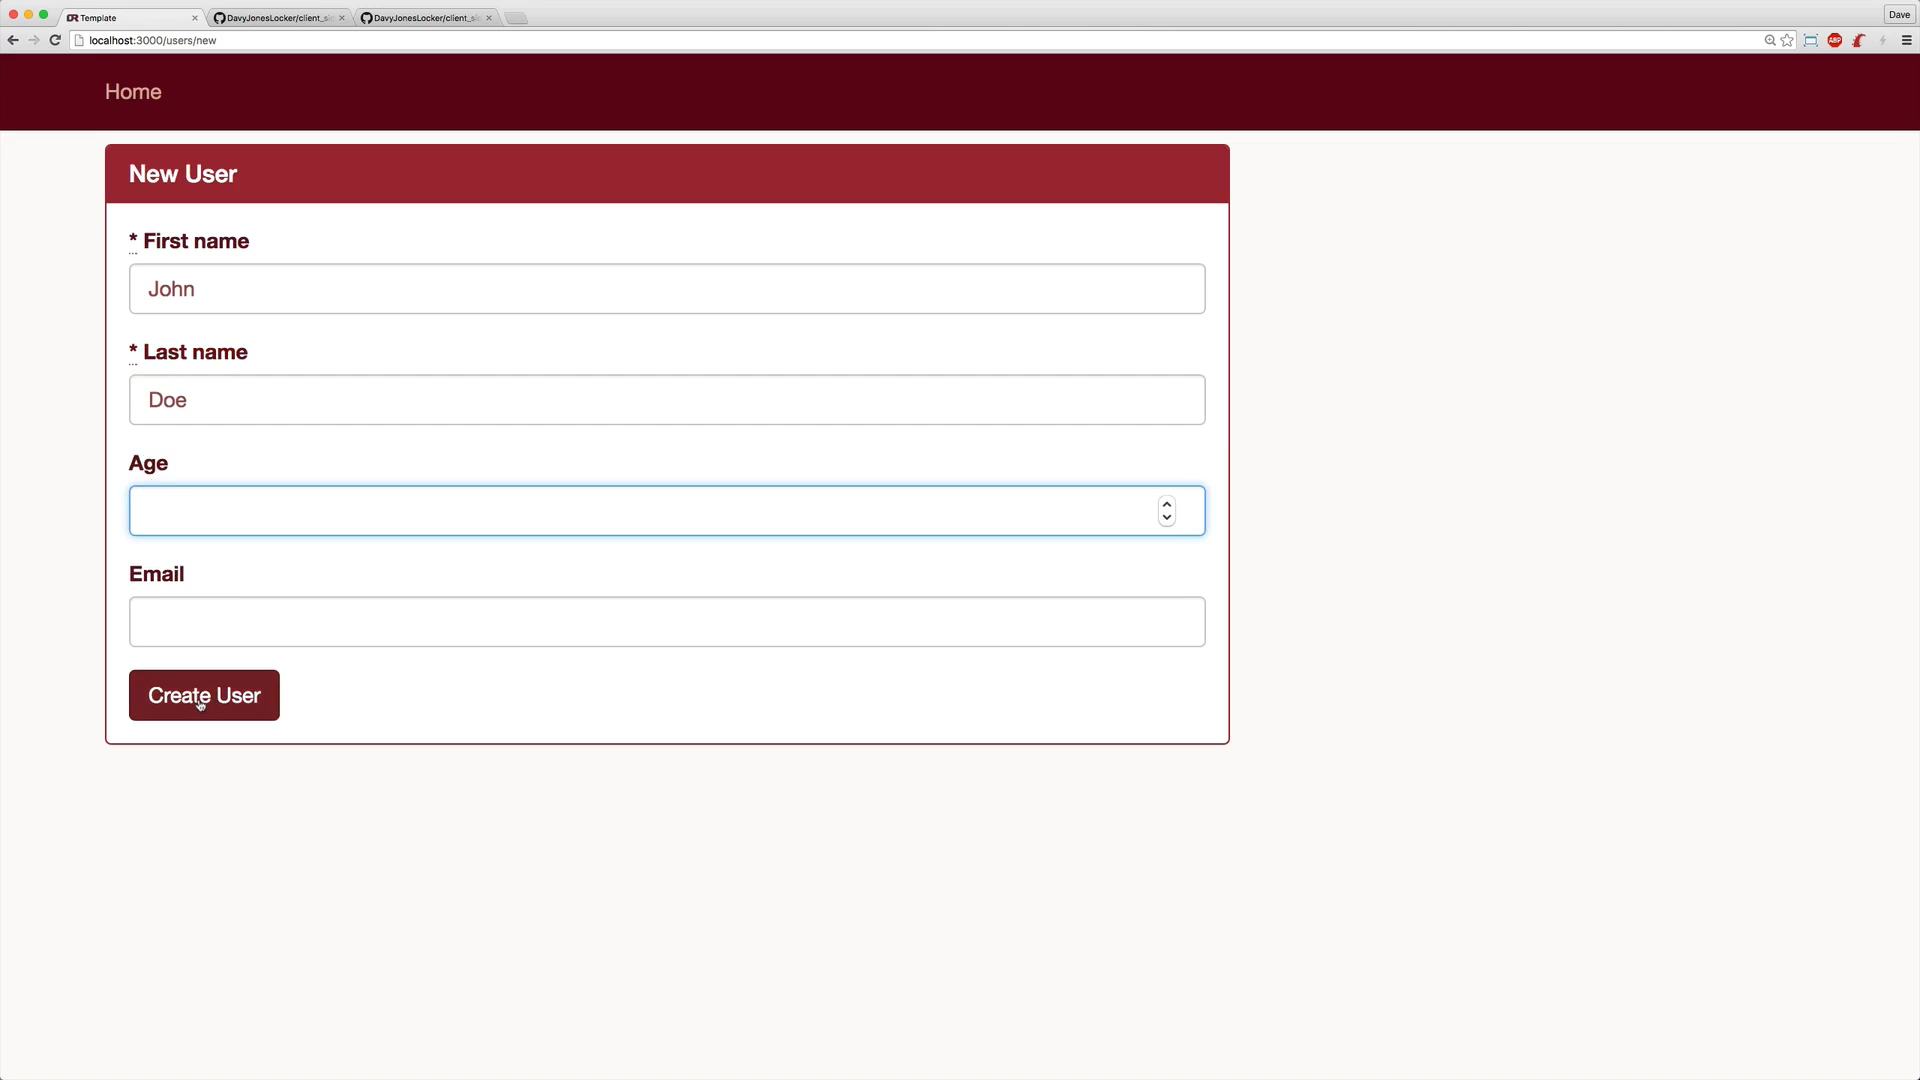 Template
DavyJonesLocker/client_si
DavyJonesLocker/client_si
Dave
localhost:3000/users/new
ABP
Home
New User
* First name
John
* Last name
Doe
Age
Email
Create User